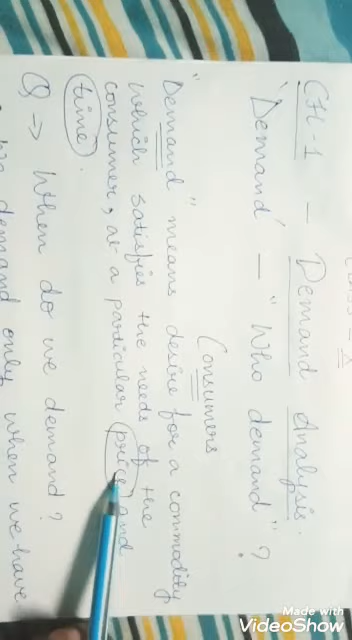 CH-1 - Demand Analysis.
'Demand' - "Who demand"?
Consumers
"Demand" means desire for a commodity
which satisfies the needs of the
consumer, at a particular price and
time.
Q → When do we demand?
demand only when we have
Made with
VideoShow